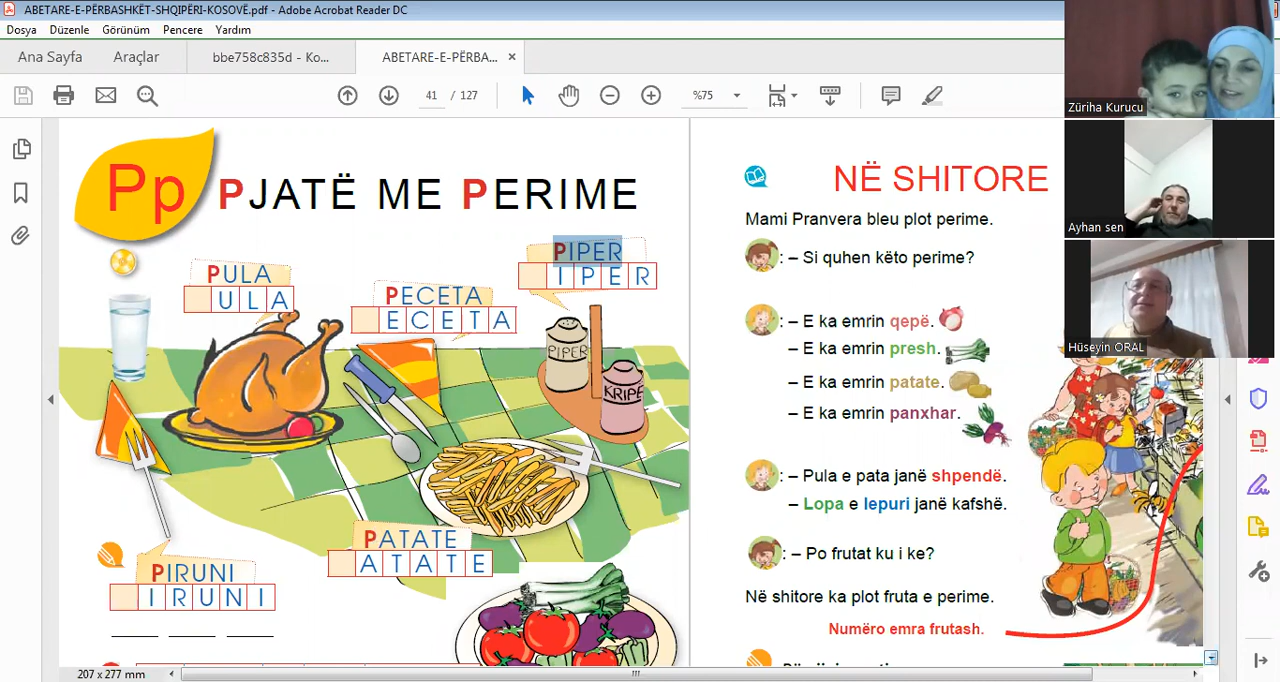 ABETARE-E-PËRBASHKËT-SHQIPËRI-KOSOVË.pdf - Adobe Acrobat Reader DC
Dosya Düzenle Görünüm Pencere Yardım
Ana Sayfa Araçlar bbe758c835d - Ko... ABETARE-E-PËRBA... ×
41 / 127 %75
Züriha Kurucu
Ayhan sen
Hüseyin ORAL
Pp
PJATË ME PERIME
PULA
ULA
PECETA
ECETA
PIPER
IPER
PIPER
KRIPË
PATATE
ATATE
PIRUNI
IRUNI
NË SHITORE
Mami Pranvera bleu plot perime.
: – Si quhen këto perime?
: – E ka emrin qepë.
– E ka emrin presh.
– E ka emrin patate.
– E ka emrin panxhar.
: – Pula e pata janë shpendë.
– Lopa e lepuri janë kafshë.
: – Po frutat ku i ke?
Në shitore ka plot fruta e perime.
Numëro emra frutash.
207 x 277 mm